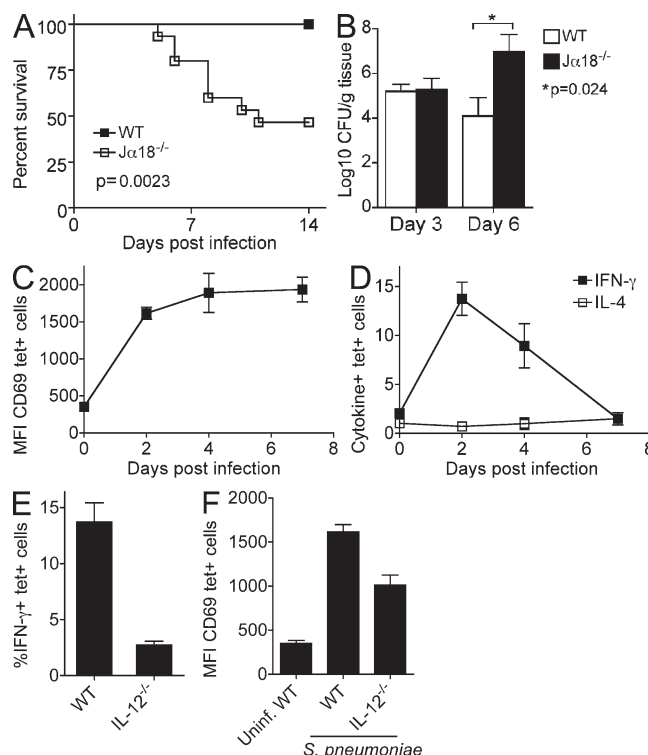 A
Percent survival
100
75
50
25
0
WT
Jα18-/-
p=0.0023
0 7 14
Days post infection
B
Log10 CFU/g tissue
8
6
4
2
0
*
WT
Jα18-/-
*p=0.024
Day 3 Day 6
C
MFI CD69 tet+ cells
2000
1500
1000
500
0
0 2 4 6 8
Days post infection
D
Cytokine+ tet+ cells
15
10
5
0
IFN-γ
IL-4
0 2 4 6 8
Days post infection
E
%IFN-γ+ tet+ cells
15
10
5
0
WT
IL-12-/-
F
MFI CD69 tet+ cells
2000
1500
1000
500
0
Uninf. WT
WT
IL-12-/-
S. pneumoniae